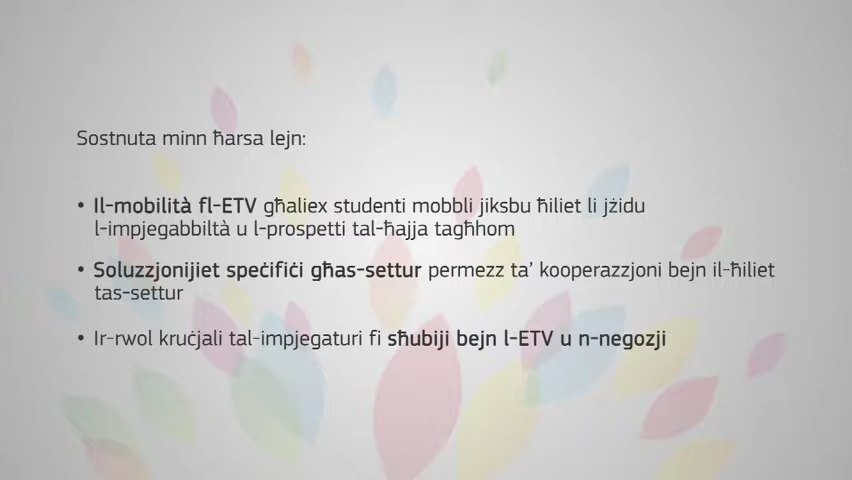 Sostnuta minn ħarsa lejn:
• Il-mobilità fl-ETV għaliex studenti mobbli jiksbu ħiliet li jżidu
l-impjegabbiltà u l-prospetti tal-ħajja tagħhom
• Soluzzjonijiet speċifiċi għas-settur permezz ta’ kooperazzjoni bejn il-ħiliet
tas-settur
• Ir-rwol kruċjali tal-impjegaturi fi sħubiji bejn l-ETV u n-negozji